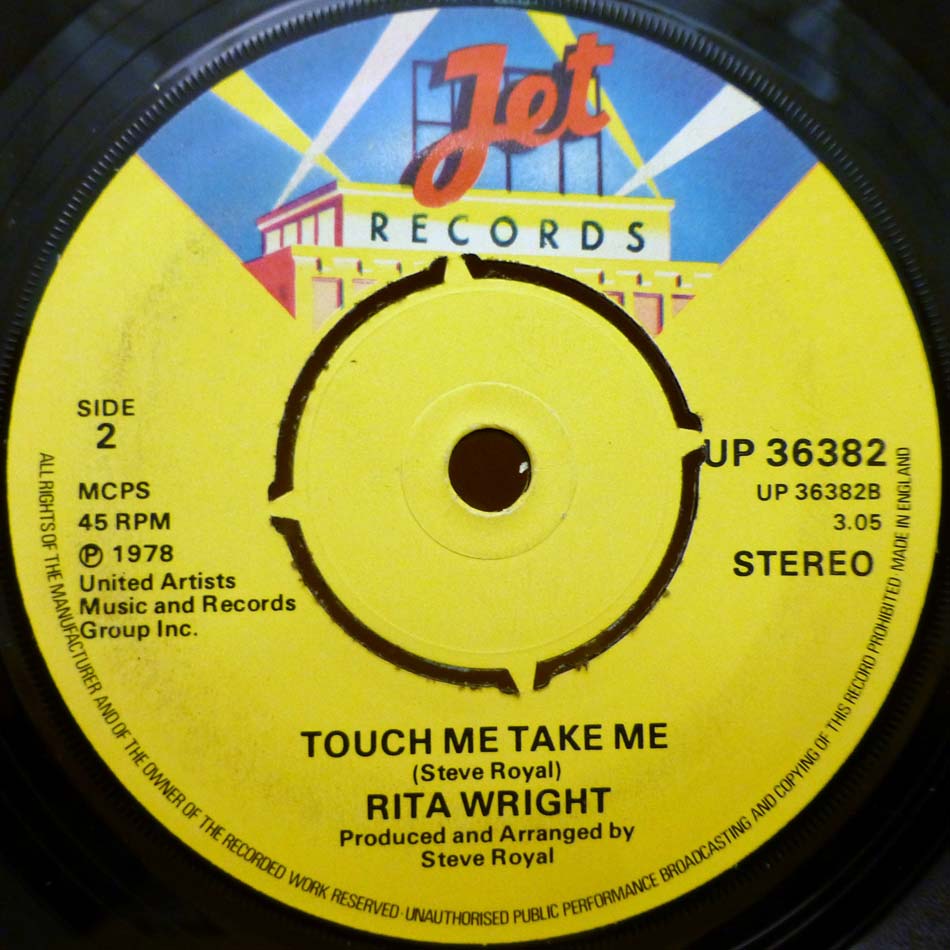 Jet
RECORDS
SIDE
2
MCPS
45 RPM
Ⓟ 1978
United Artists
Music and Records
Group Inc.
UP 36382
UP 36382B
3.05
STEREO
TOUCH ME TAKE ME
(Steve Royal)
RITA WRIGHT
Produced and Arranged by
Steve Royal
ALL RIGHTS OF THE MANUFACTURER AND OF THE OWNER OF THE RECORDED WORK RESERVED · UNAUTHORISED PUBLIC PERFORMANCE BROADCASTING AND COPYING OF THIS RECORD PROHIBITED MADE IN ENGLAND